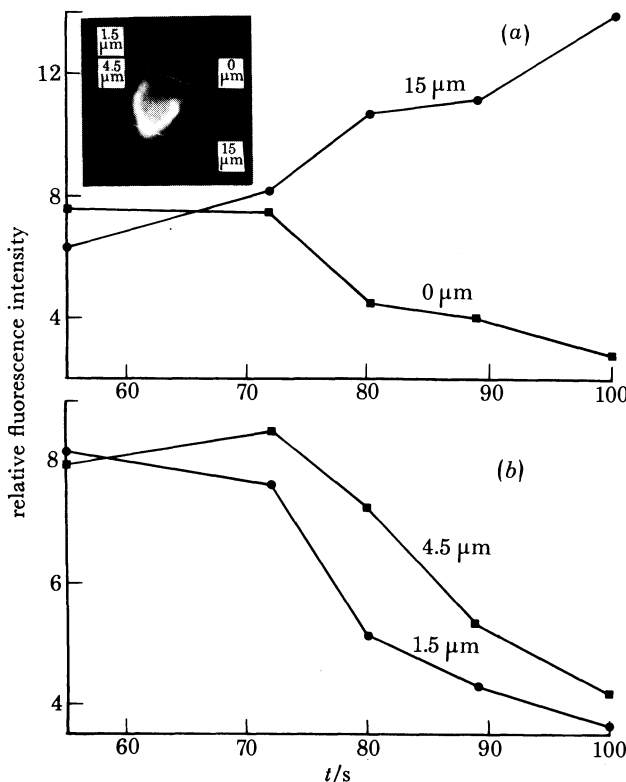 (a)
1.5
µm
4.5
µm
0
µm
15
µm
15 µm
0 µm
12
8
4
60 70 80 90 100
relative fluorescence intensity
(b)
4.5 µm
1.5 µm
8
6
4
60 70 80 90 100
t/s